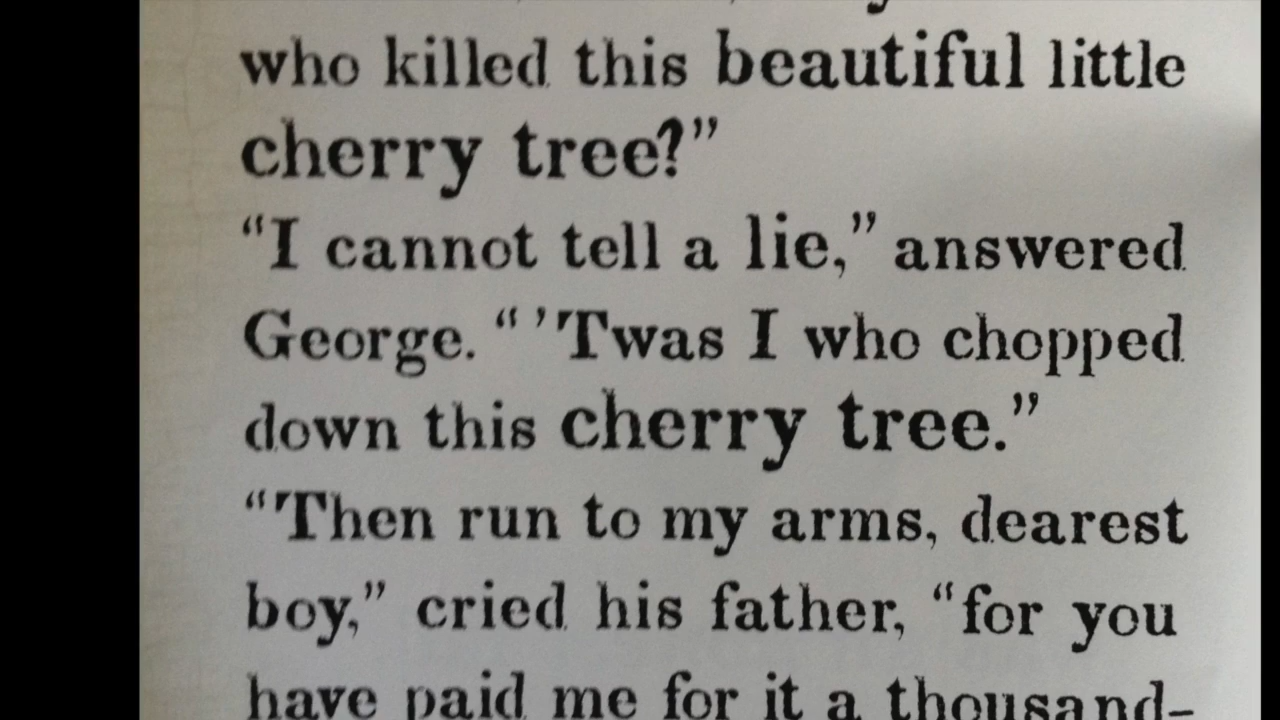 who killed this beautiful little
cherry tree?”
“I cannot tell a lie,” answered
George. “ ’Twas I who chopped
down this cherry tree.”
“Then run to my arms, dearest
boy,” cried his father, “for you
have paid me for it a thousand-